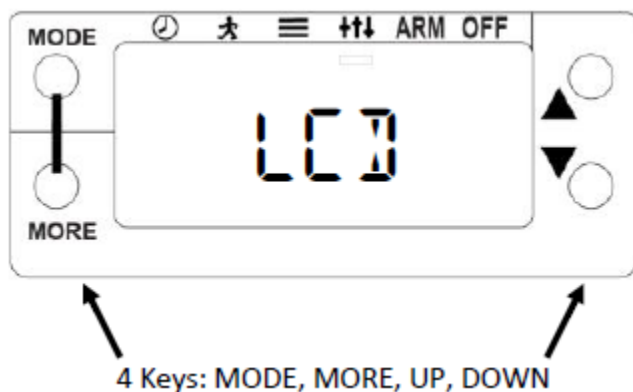 MODE
ARM OFF
LCD
MORE
4 Keys: MODE, MORE, UP, DOWN